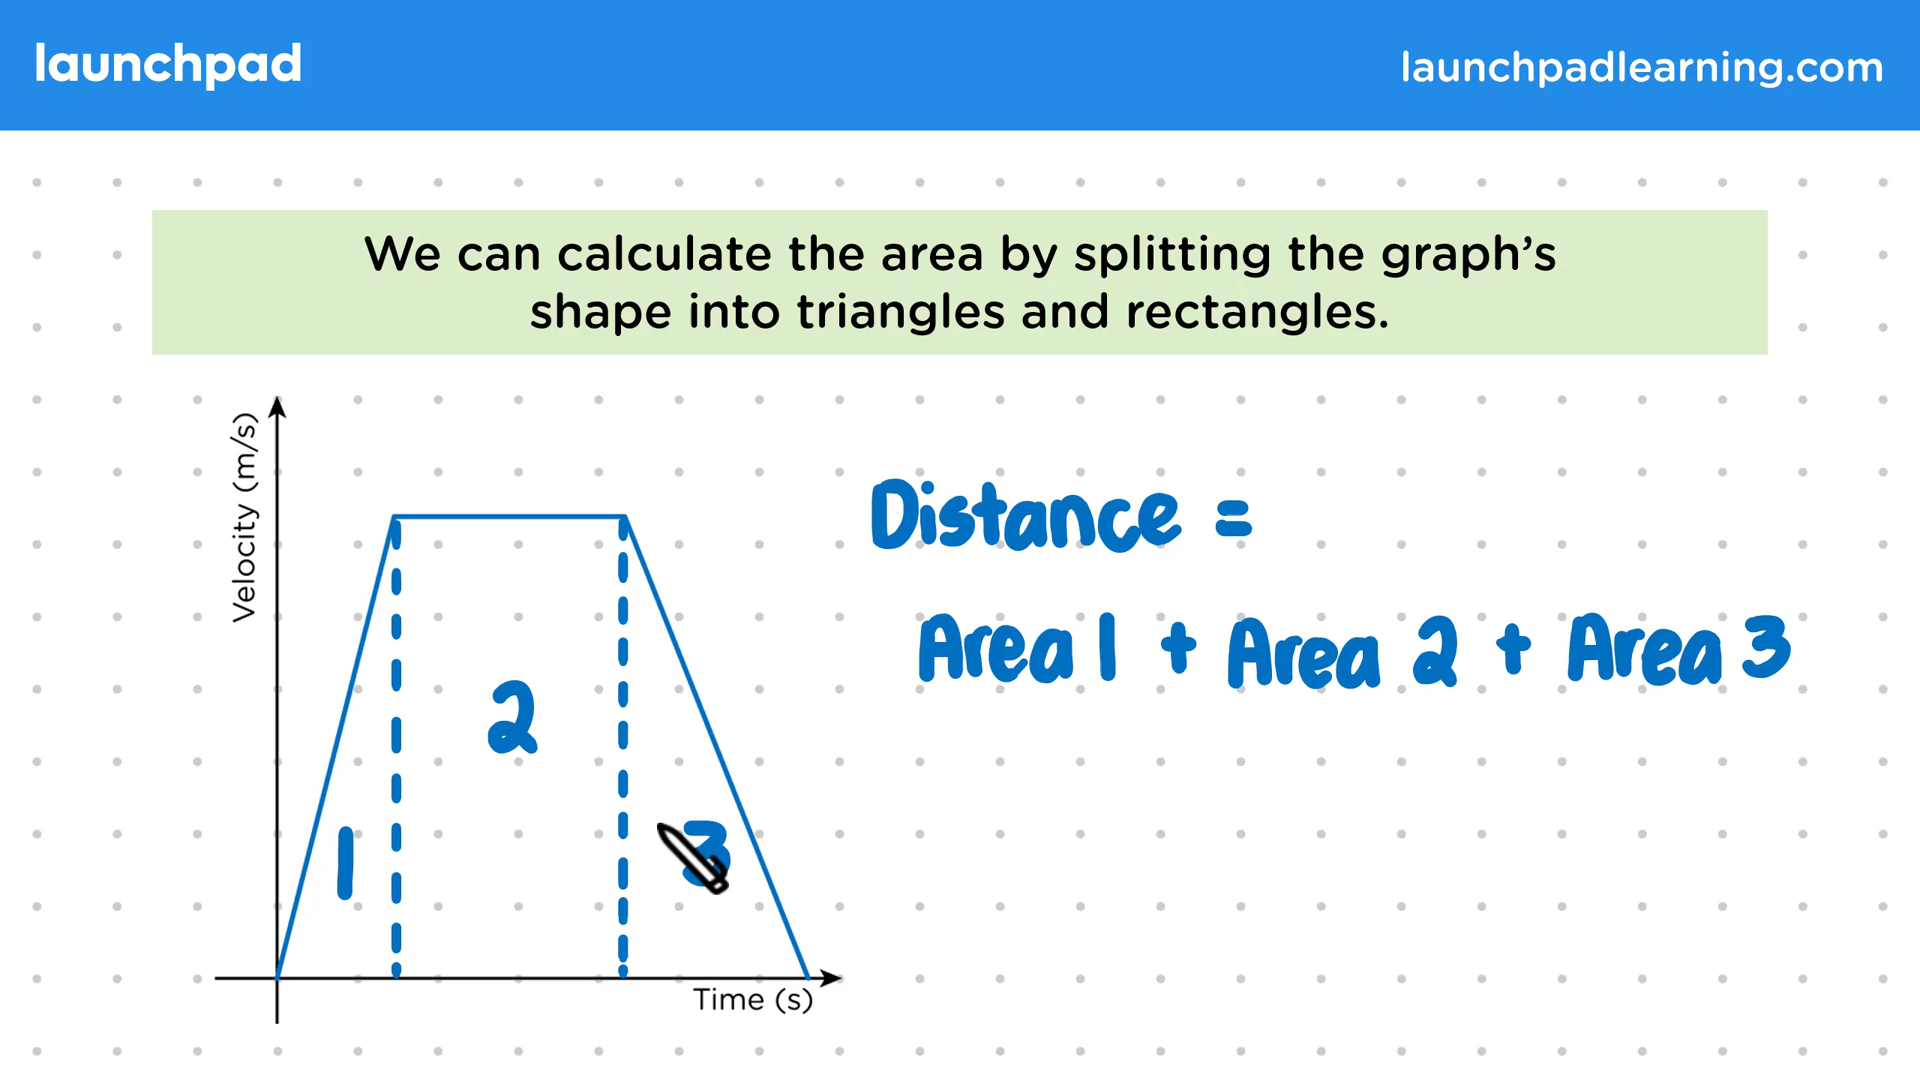 launchpad
launchpadlearning.com
We can calculate the area by splitting the graph’s
shape into triangles and rectangles.
Velocity (m/s)
Distance =
Area 1 + Area 2 + Area 3
2
1
3
Time (s)